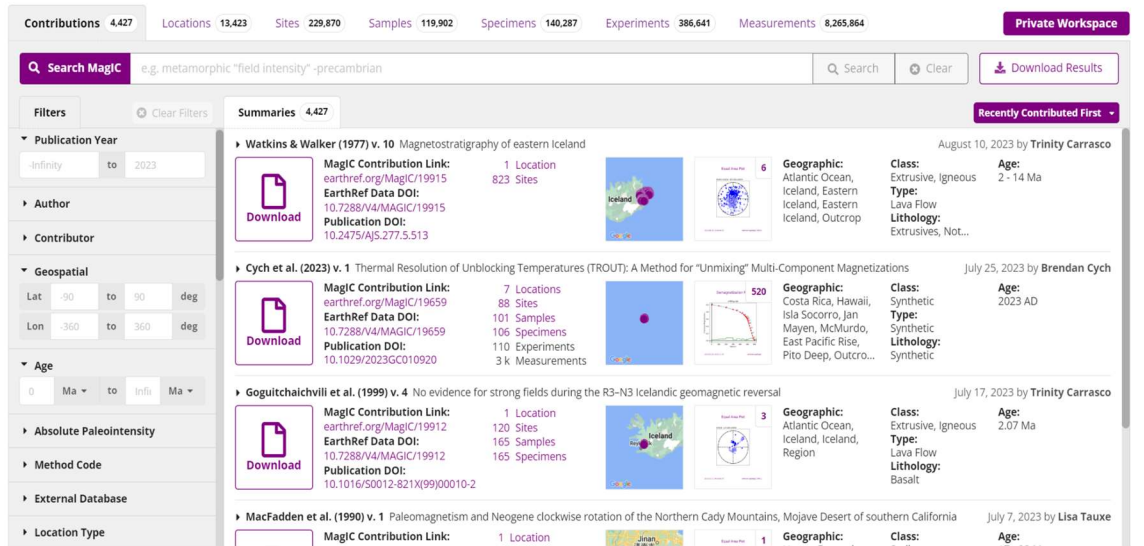 Contributions 4,427 Locations 13,423 Sites 229,870 Samples 119,902 Specimens 140,287 Experiments 386,641 Measurements 8,265,864 Private Workspace
Search MagIC e.g. metamorphic "field intensity" -precambrian Search Clear Download Results
Filters Clear Filters Summaries 4,427 Recently Contributed First
Publication Year
-Infinity to 2023
Author
Contributor
Geospatial
Lat -90 to 90 deg
Lon -360 to 360 deg
Age
0 Ma to Infi Ma
Absolute Paleointensity
Method Code
External Database
Location Type
Watkins & Walker (1977) v. 10 Magnetostratigraphy of eastern Iceland August 10, 2023 by Trinity Carrasco
Download
MagIC Contribution Link:
earthref.org/MagIC/19915
EarthRef Data DOI:
10.7288/V4/MAGIC/19915
Publication DOI:
10.2475/AJS.277.5.513
1 Location
823 Sites
Iceland
6
Geographic:
Atlantic Ocean,
Iceland, Eastern
Iceland, Eastern
Iceland, Outcrop
Class:
Extrusive, Igneous
Type:
Lava Flow
Lithology:
Extrusives, Not...
Age:
2 - 14 Ma
Cych et al. (2023) v. 1 Thermal Resolution of Unblocking Temperatures (TROUT): A Method for “Unmixing” Multi-Component Magnetizations July 25, 2023 by Brendan Cych
Download
MagIC Contribution Link:
earthref.org/MagIC/19659
EarthRef Data DOI:
10.7288/V4/MAGIC/19659
Publication DOI:
10.1029/2023GC010920
7 Locations
88 Sites
101 Samples
106 Specimens
110 Experiments
3 k Measurements
520
Geographic:
Costa Rica, Hawaii,
Isla Socorro, Jan
Mayen, McMurdo,
East Pacific Rise,
Pito Deep, Outcro...
Class:
Synthetic
Type:
Synthetic
Lithology:
Synthetic
Age:
2023 AD
Goguitchaichvili et al. (1999) v. 4 No evidence for strong fields during the R3–N3 Icelandic geomagnetic reversal July 17, 2023 by Trinity Carrasco
Download
MagIC Contribution Link:
earthref.org/MagIC/19912
EarthRef Data DOI:
10.7288/V4/MAGIC/19912
Publication DOI:
10.1016/S0012-821X(99)00010-2
1 Location
120 Sites
165 Samples
165 Specimens
Iceland
3
Geographic:
Atlantic Ocean,
Iceland, Iceland,
Region
Class:
Extrusive, Igneous
Type:
Lava Flow
Lithology:
Basalt
Age:
2.07 Ma
MacFadden et al. (1990) v. 1 Paleomagnetism and Neogene clockwise rotation of the Northern Cady Mountains, Mojave Desert of southern California July 7, 2023 by Lisa Tauxe
MagIC Contribution Link:
1 Location
Jinan
1
Geographic:
Class:
Age: